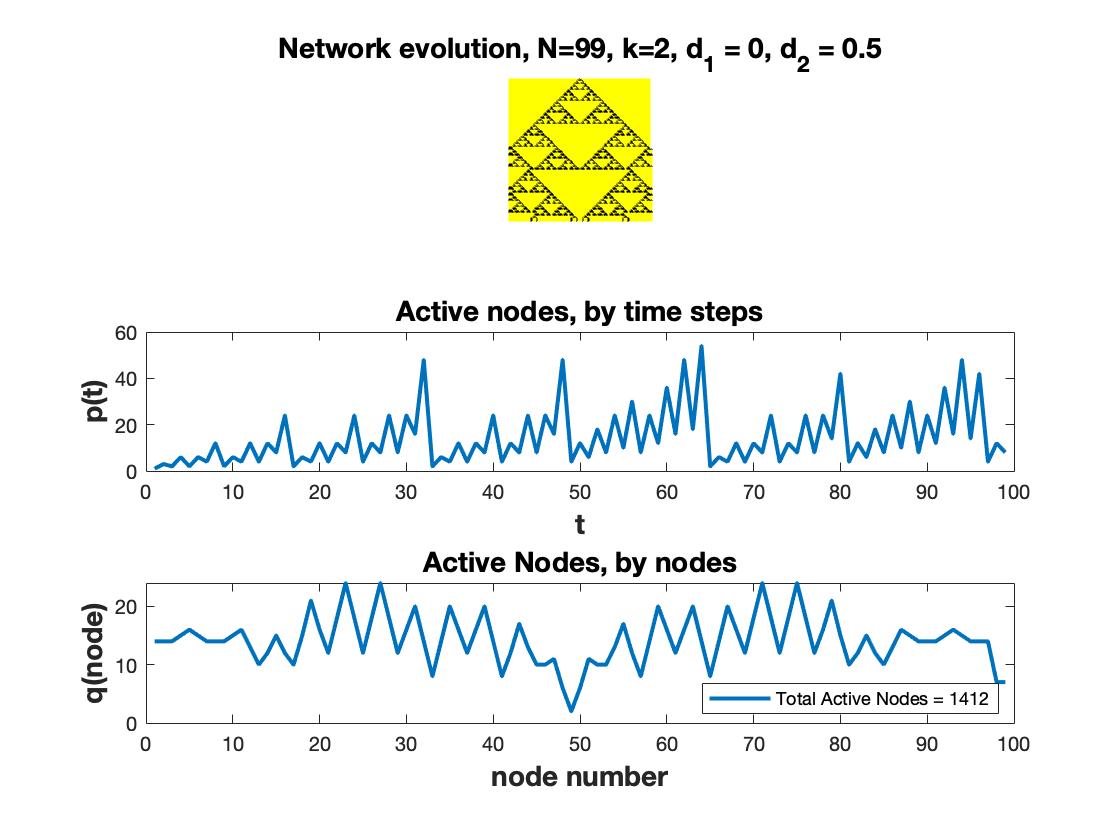 Network evolution, N=99, k=2, d₁ = 0, d₂ = 0.5
Active nodes, by time steps
p(t)
60
40
20
0
0 10 20 30 40 50 60 70 80 90 100
t
Active Nodes, by nodes
q(node)
20
10
0
Total Active Nodes = 1412
0 10 20 30 40 50 60 70 80 90 100
node number